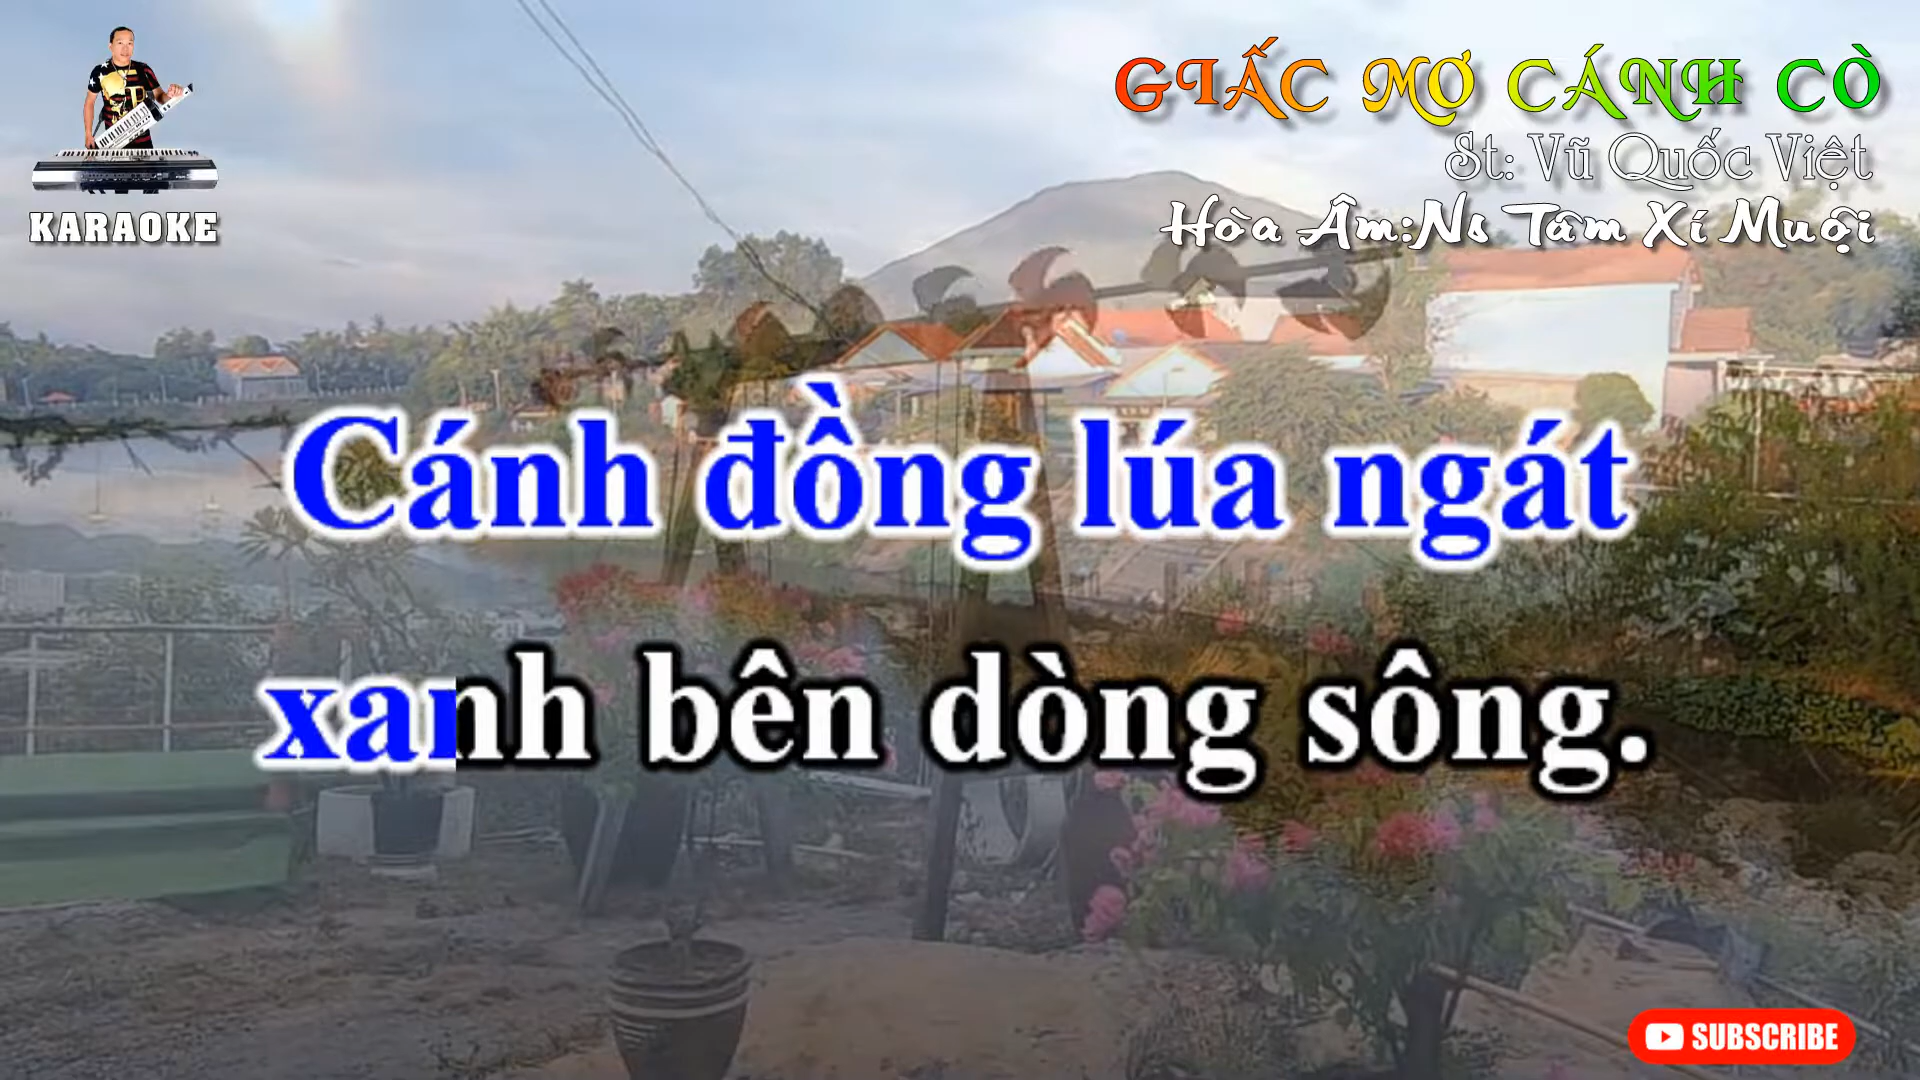 GIẤC MƠ CÁNH CÒ
St: Vũ Quốc Việt
Hòa Âm:Ns Tâm Xí Muội
KARAOKE
Cánh đồng lúa ngát
xanh bên dòng sông.
SUBSCRIBE